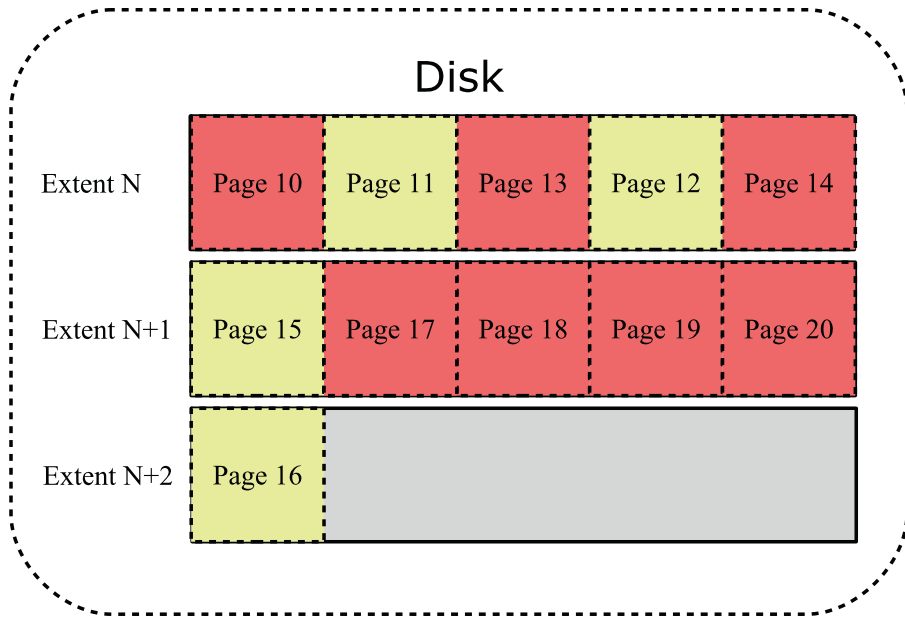 Disk
Extent N Page 10 Page 11 Page 13 Page 12 Page 14
Extent N+1 Page 15 Page 17 Page 18 Page 19 Page 20
Extent N+2 Page 16